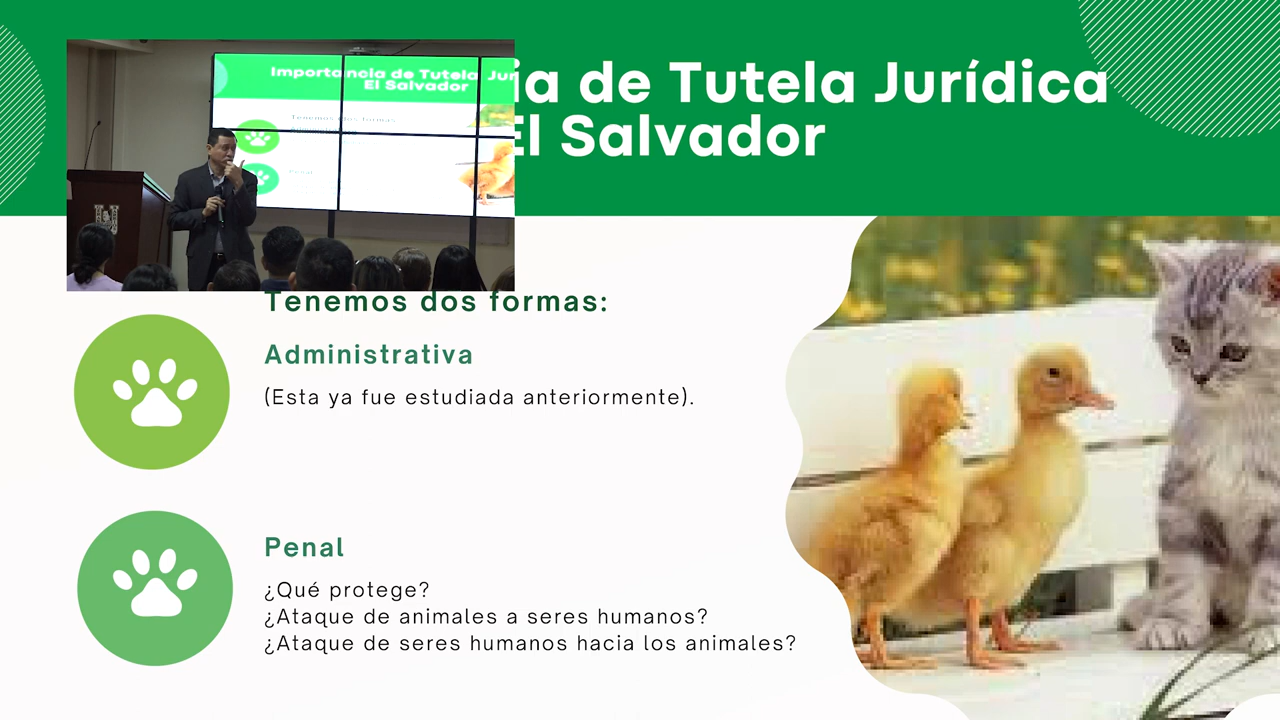 Importancia de Tutela Jur
El Salvador
Tenemos dos formas
ia de Tutela Jurídica
El Salvador
Tenemos dos formas:
Administrativa
(Esta ya fue estudiada anteriormente).
Penal
¿Qué protege?
¿Ataque de animales a seres humanos?
¿Ataque de seres humanos hacia los animales?